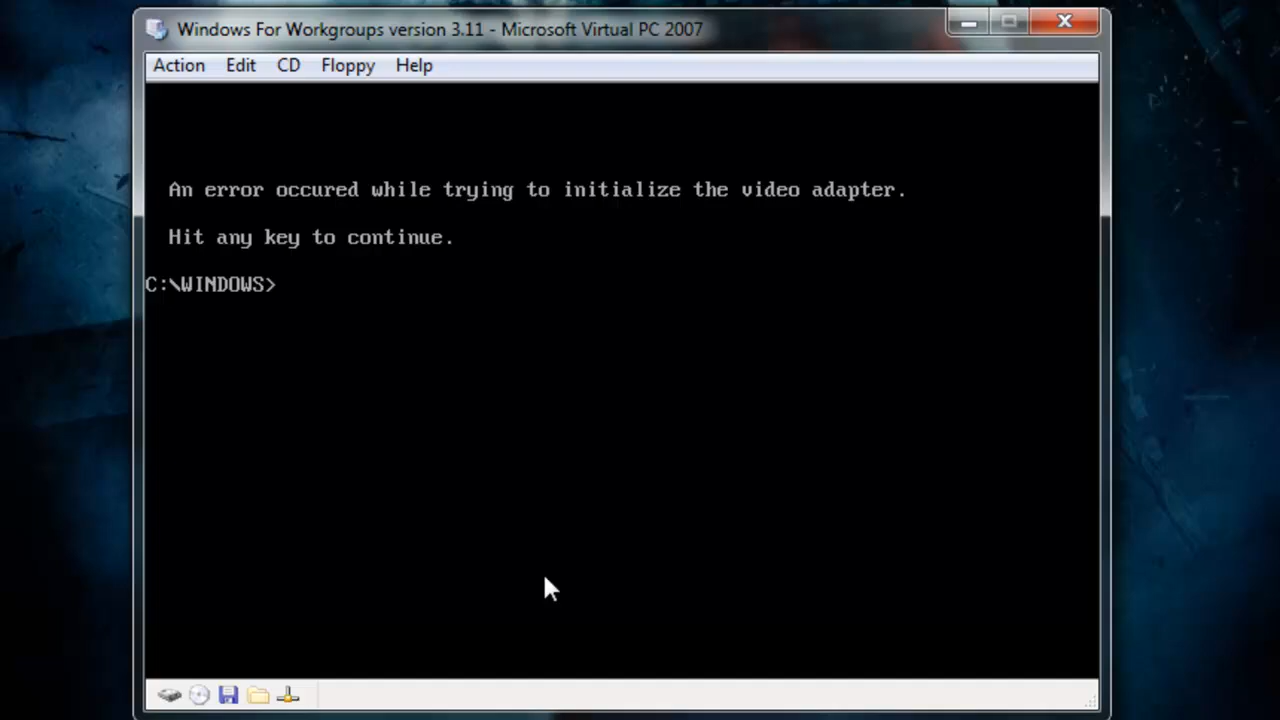 Windows For Workgroups version 3.11 - Microsoft Virtual PC 2007
Action Edit CD Floppy Help
An error occured while trying to initialize the video adapter.
Hit any key to continue.
C:\WINDOWS>